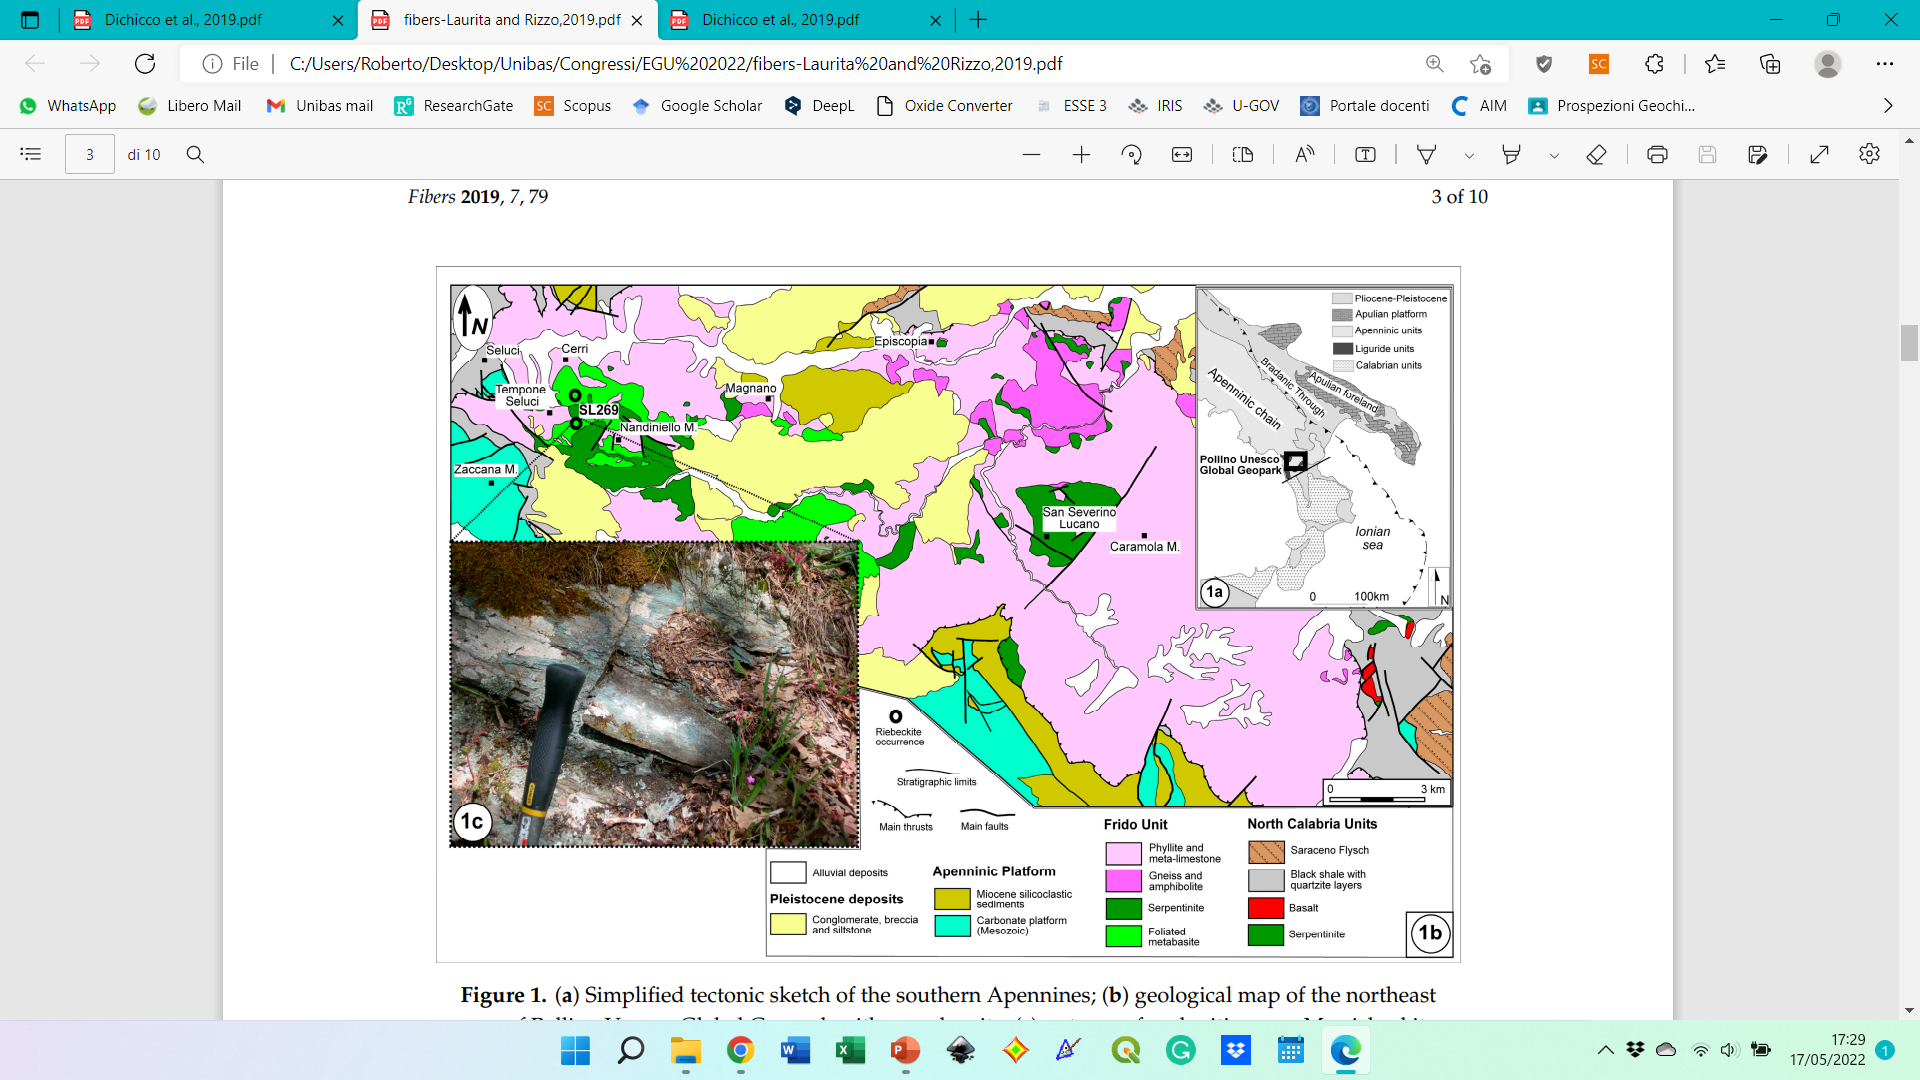 Dichicco et al., 2019.pdf
fibers-Laurita and Rizzo,2019.pdf
Dichicco et al., 2019.pdf
File
C:/Users/Roberto/Desktop/Unibas/Congressi/EGU%202022/fibers-Laurita%20and%20Rizzo,2019.pdf
SC
WhatsApp
Libero Mail
Unibas mail
ResearchGate
SC Scopus
Google Scholar
DeepL
Oxide Converter
ESSE 3
IRIS
U-GOV
Portale docenti
AIM
Prospezioni Geochi...
3 di 10
Fibers 2019, 7, 79
3 of 10
N
Seluci
Cerri
Tempone
Seluci
SL269
Nandiniello M.
Zaccana M.
Magnano
Episcopia
San Severino
Lucano
Caramola M.
Pliocene-Pleistocene
Apulian platform
Apenninic units
Liguride units
Calabrian units
Apenninic chain
Bradanic Through
Apulian foreland
Pollino Unesco
Global Geopark
Ionian
sea
1a
0 100km
N
1c
Riebeckite
occurrence
Stratigraphic limits
Main thrusts
Main faults
0 3 km
Alluvial deposits
Pleistocene deposits
Conglomerate, breccia
and siltstone
Apenninic Platform
Miocene silicoclastic
sediments
Carbonate platform
(Mesozoic)
Frido Unit
Phyllite and
meta-limestone
Gneiss and
amphibolite
Serpentinite
Foliated
metabasite
North Calabria Units
Saraceno Flysch
Black shale with
quartzite layers
Basalt
Serpentinite
1b
Figure 1. (a) Simplified tectonic sketch of the southern Apennines; (b) geological map of the northeast
17:29
17/05/2022
1